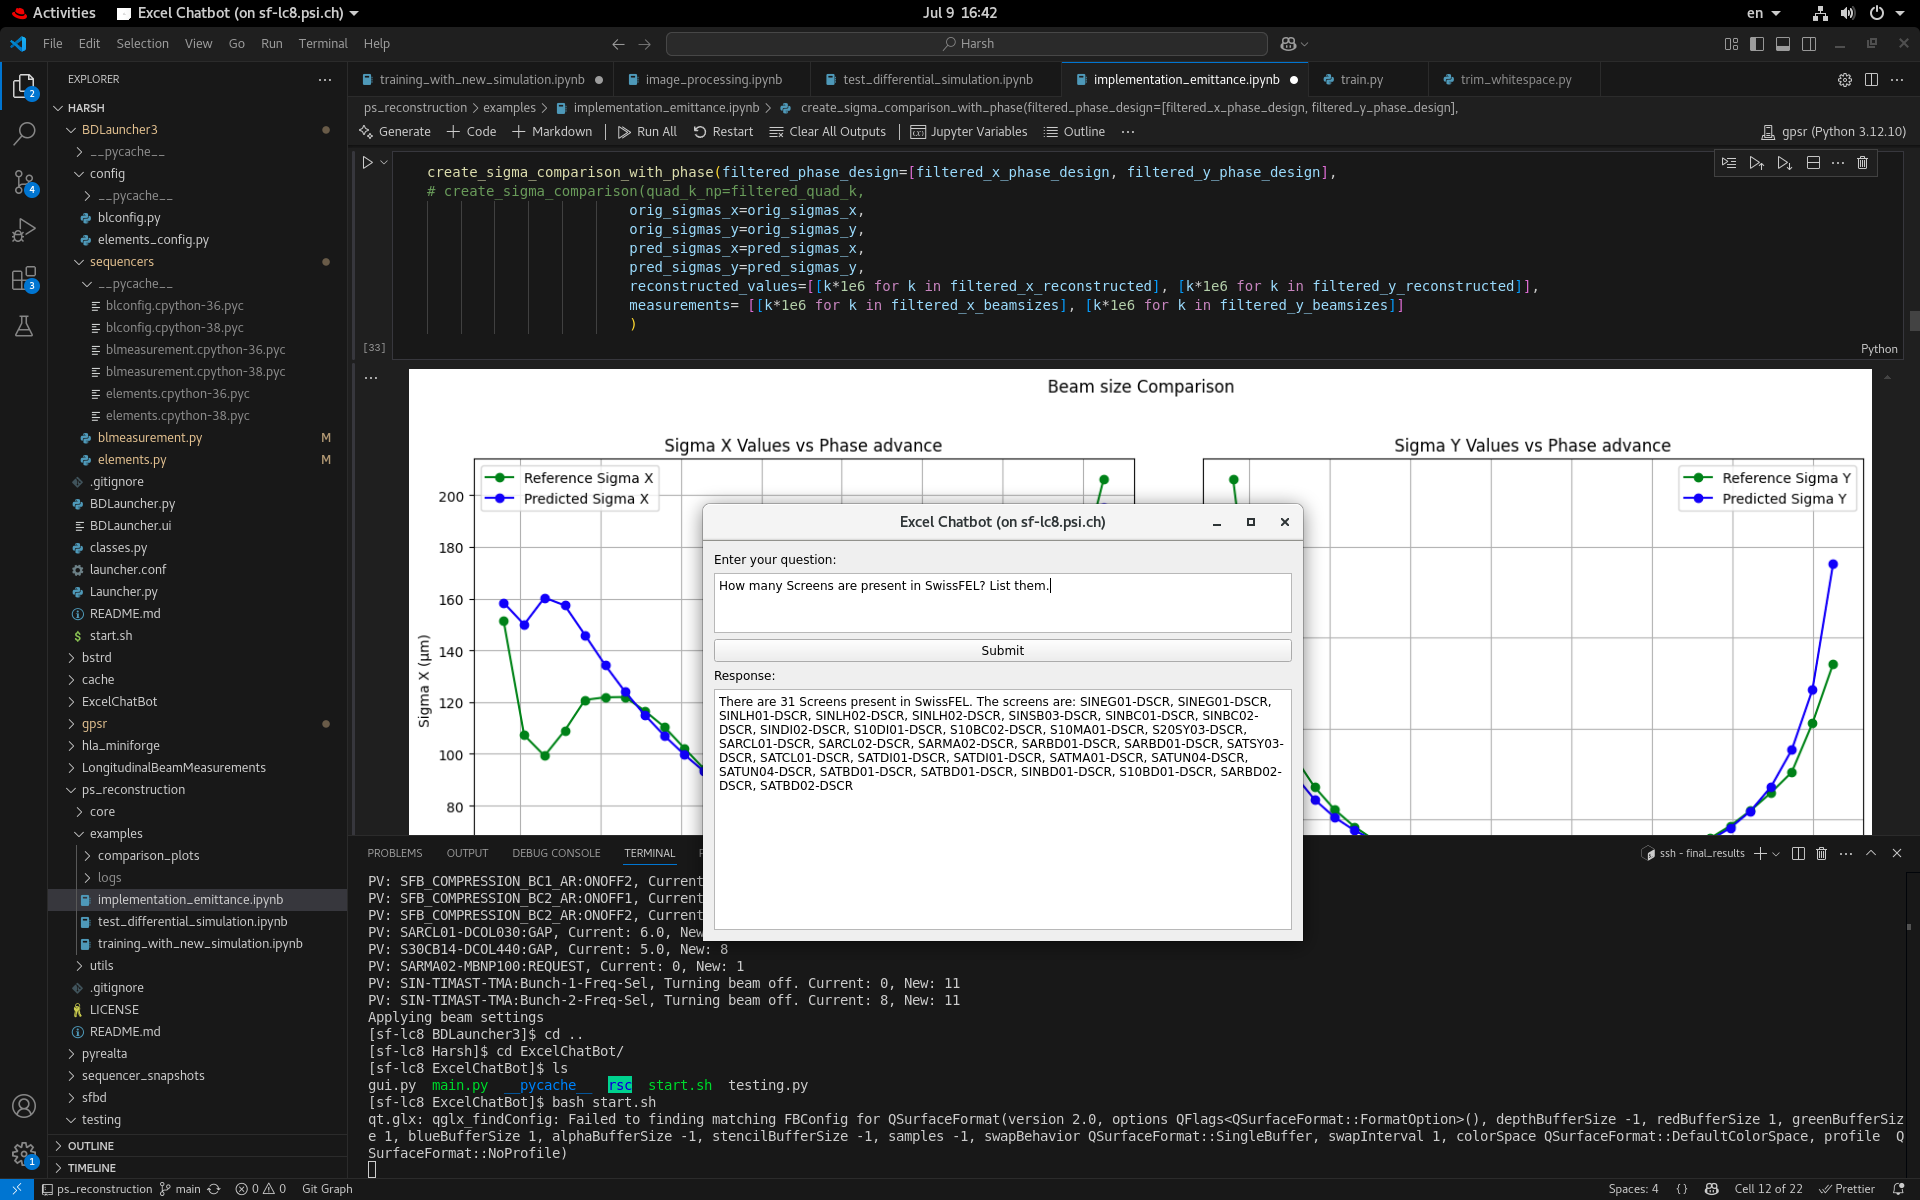 Activities
Excel Chatbot (on sf-lc8.psi.ch)
Jul 9 16:42
en
File Edit Selection View Go Run Terminal Help
Harsh
EXPLORER
training_with_new_simulation.ipynb
image_processing.ipynb
test_differential_simulation.ipynb
implementation_emittance.ipynb
train.py
trim_whitespace.py
ps_reconstruction > examples > implementation_emittance.ipynb > create_sigma_comparison_with_phase(filtered_phase_design=[filtered_x_phase_design, filtered_y_phase_design],
Generate + Code + Markdown Run All Restart Clear All Outputs Jupyter Variables Outline ...
gpsr (Python 3.12.10)
2
4
3
1
HARSH
BDLauncher3
__pycache__
config
__pycache__
blconfig.py
elements_config.py
sequencers
__pycache__
blconfig.cpython-36.pyc
blconfig.cpython-38.pyc
blmeasurement.cpython-36.pyc
blmeasurement.cpython-38.pyc
elements.cpython-36.pyc
elements.cpython-38.pyc
blmeasurement.py M
elements.py M
.gitignore
BDLauncher.py
BDLauncher.ui
classes.py
launcher.conf
Launcher.py
README.md
start.sh
bstrd
cache
ExcelChatBot
gpsr
hla_miniforge
LongitudinalBeamMeasurements
ps_reconstruction
core
examples
comparison_plots
logs
implementation_emittance.ipynb
test_differential_simulation.ipynb
training_with_new_simulation.ipynb
utils
.gitignore
LICENSE
README.md
pyrealta
sequencer_snapshots
sfbd
testing
OUTLINE
TIMELINE
create_sigma_comparison_with_phase(filtered_phase_design=[filtered_x_phase_design, filtered_y_phase_design],
# create_sigma_comparison(quad_k_np=filtered_quad_k,
orig_sigmas_x=orig_sigmas_x,
orig_sigmas_y=orig_sigmas_y,
pred_sigmas_x=pred_sigmas_x,
pred_sigmas_y=pred_sigmas_y,
reconstructed_values=[[k*1e6 for k in filtered_x_reconstructed], [k*1e6 for k in filtered_y_reconstructed]],
measurements= [[k*1e6 for k in filtered_x_beamsizes], [k*1e6 for k in filtered_y_beamsizes]]
)
[33]
Python
Beam size Comparison
Sigma X Values vs Phase advance
Reference Sigma X
Predicted Sigma X
200
180
160
140
120
100
80
Sigma X (µm)
Sigma Y Values vs Phase advance
Reference Sigma Y
Predicted Sigma Y
Excel Chatbot (on sf-lc8.psi.ch)
Enter your question:
How many Screens are present in SwissFEL? List them.
Submit
Response:
There are 31 Screens present in SwissFEL. The screens are: SINEG01-DSCR, SINEG01-DSCR,
SINLH01-DSCR, SINLH02-DSCR, SINLH02-DSCR, SINSB03-DSCR, SINBC01-DSCR, SINBC02-
DSCR, SINDI02-DSCR, S10DI01-DSCR, S10BC02-DSCR, S10MA01-DSCR, S20SY03-DSCR,
SARCL01-DSCR, SARCL02-DSCR, SARMA02-DSCR, SARBD01-DSCR, SARBD01-DSCR, SATSY03-
DSCR, SATCL01-DSCR, SATDI01-DSCR, SATDI01-DSCR, SATMA01-DSCR, SATUN04-DSCR,
SATUN04-DSCR, SATBD01-DSCR, SATBD01-DSCR, SINBD01-DSCR, S10BD01-DSCR, SARBD02-
DSCR, SATBD02-DSCR
PROBLEMS OUTPUT DEBUG CONSOLE TERMINAL
ssh - final_results
PV: SFB_COMPRESSION_BC1_AR:ONOFF2, Current
PV: SFB_COMPRESSION_BC2_AR:ONOFF1, Current
PV: SFB_COMPRESSION_BC2_AR:ONOFF2, Current
PV: SARCL01-DCOL030:GAP, Current: 6.0, New
PV: S30CB14-DCOL440:GAP, Current: 5.0, New: 8
PV: SARMA02-MBNP100:REQUEST, Current: 0, New: 1
PV: SIN-TIMAST-TMA:Bunch-1-Freq-Sel, Turning beam off. Current: 0, New: 11
PV: SIN-TIMAST-TMA:Bunch-2-Freq-Sel, Turning beam off. Current: 8, New: 11
Applying beam settings
[sf-lc8 BDLauncher3]$ cd ..
[sf-lc8 Harsh]$ cd ExcelChatBot/
[sf-lc8 ExcelChatBot]$ ls
gui.py main.py __pycache__ rsc start.sh testing.py
[sf-lc8 ExcelChatBot]$ bash start.sh
qt.glx: qglx_findConfig: Failed to finding matching FBConfig for QSurfaceFormat(version 2.0, options QFlags<QSurfaceFormat::FormatOption>(), depthBufferSize -1, redBufferSize 1, greenBufferSiz
e 1, blueBufferSize 1, alphaBufferSize -1, stencilBufferSize -1, samples -1, swapBehavior QSurfaceFormat::SingleBuffer, swapInterval 1, colorSpace QSurfaceFormat::DefaultColorSpace, profile Q
SurfaceFormat::NoProfile)
ps_reconstruction main 0 0 Git Graph
Spaces: 4 {} Cell 12 of 22 Prettier